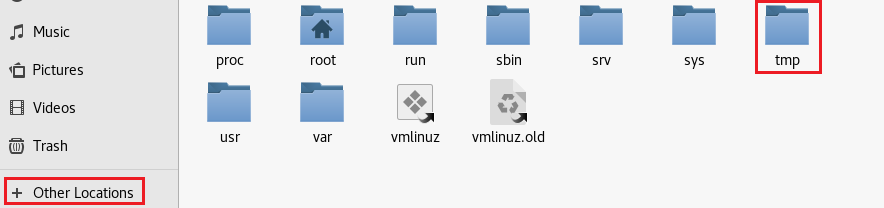 Music
Pictures
Videos
Trash
Other Locations
proc root run sbin srv sys tmp
usr var vmlinuz vmlinuz.old